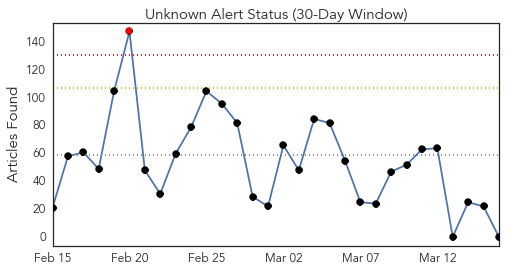 Unknown Alert Status (30-Day Window)
Articles Found
140
120
100
80
60
40
20
0
Feb 15 Feb 20 Feb 25 Mar 02 Mar 07 Mar 12